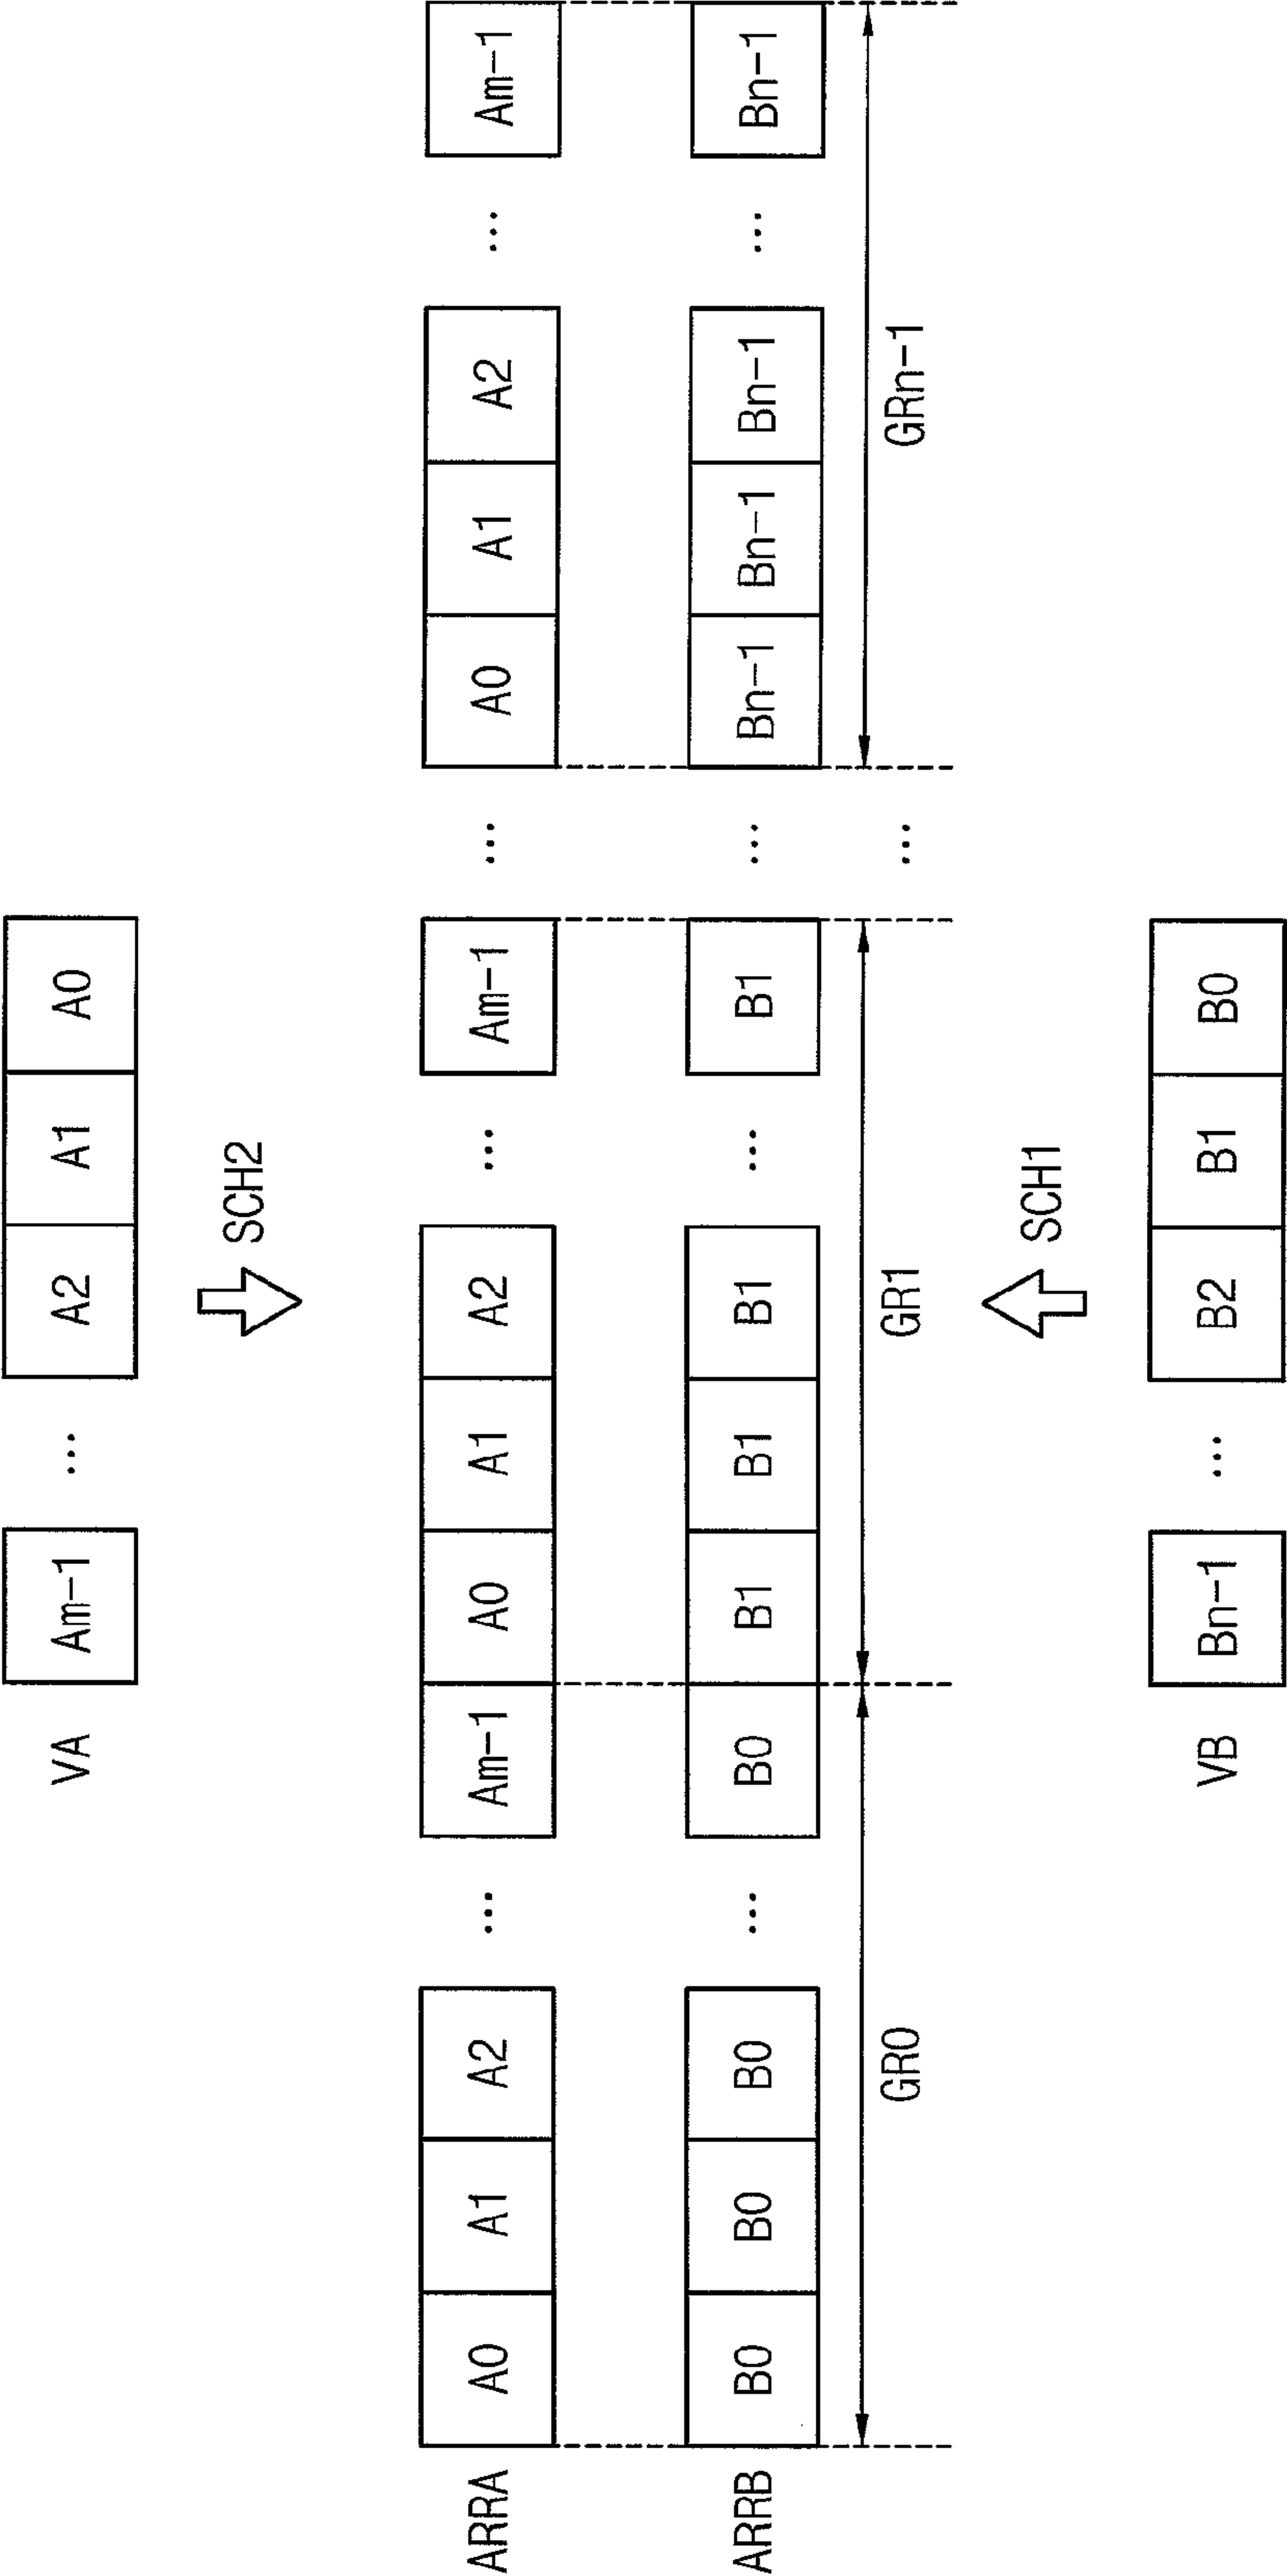 VA Am-1 ... A2 A1 A0
SCH2
ARRA A0 A1 A2 ... Am-1 A0 A1 A2 ... Am-1 ... A0 A1 A2 ... Am-1
ARRB B0 B0 B0 ... B0 B1 B1 B1 ... B1 ... Bn-1 Bn-1 Bn-1 ... Bn-1
GR0 GR1 ... GRn-1
SCH1
VB Bn-1 ... B2 B1 B0